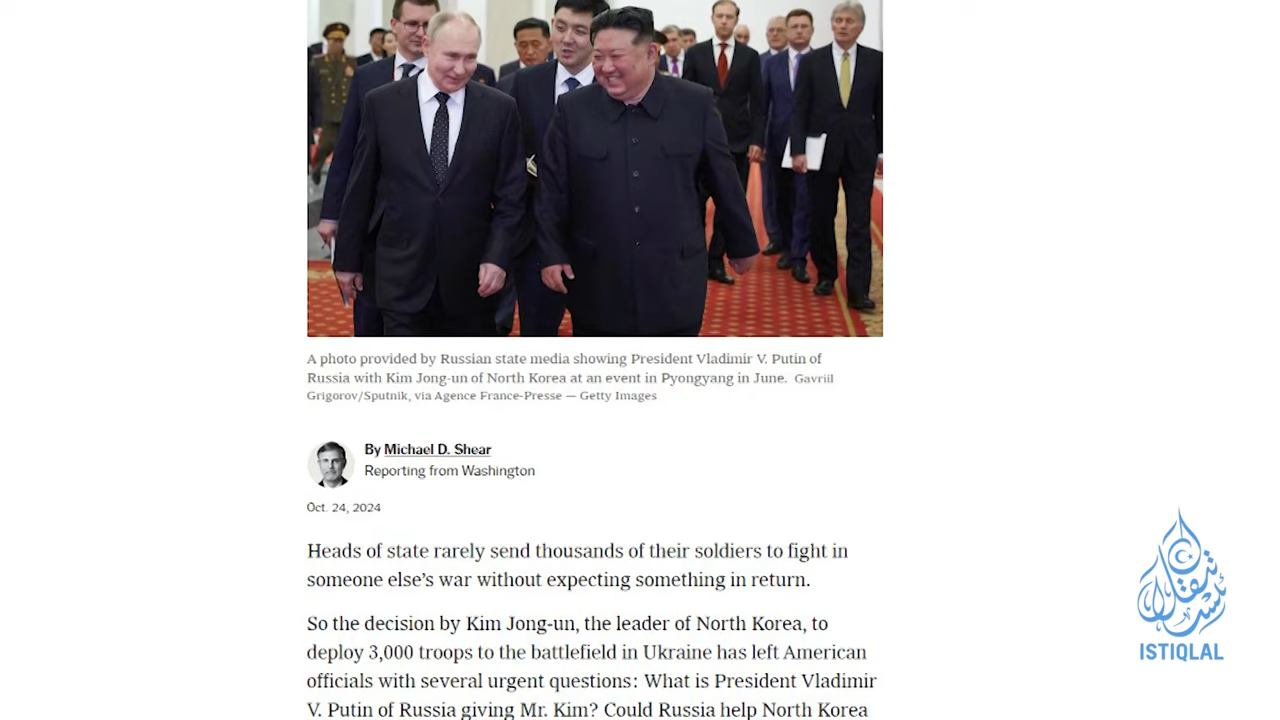 A photo provided by Russian state media showing President Vladimir V. Putin of
Russia with Kim Jong-un of North Korea at an event in Pyongyang in June. Gavriil
Grigorov/Sputnik, via Agence France-Presse — Getty Images
By Michael D. Shear
Reporting from Washington
Oct. 24, 2024
Heads of state rarely send thousands of their soldiers to fight in
someone else’s war without expecting something in return.
So the decision by Kim Jong-un, the leader of North Korea, to
deploy 3,000 troops to the battlefield in Ukraine has left American
officials with several urgent questions: What is President Vladimir
V. Putin of Russia giving Mr. Kim? Could Russia help North Korea
ISTIQLAL